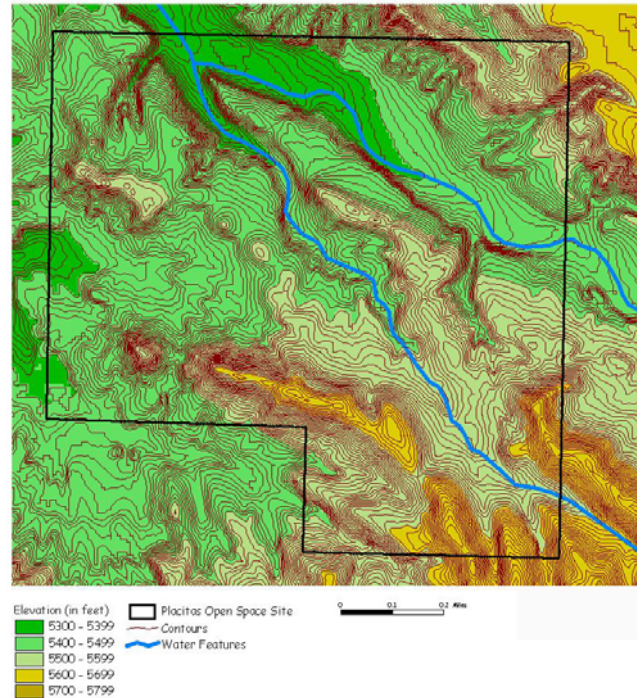 Elevation (in feet)
5300 - 5399
5400 - 5499
5500 - 5599
5600 - 5699
5700 - 5799
Placitas Open Space Site
Contours
Water Features
0 0.1 0.2 Miles